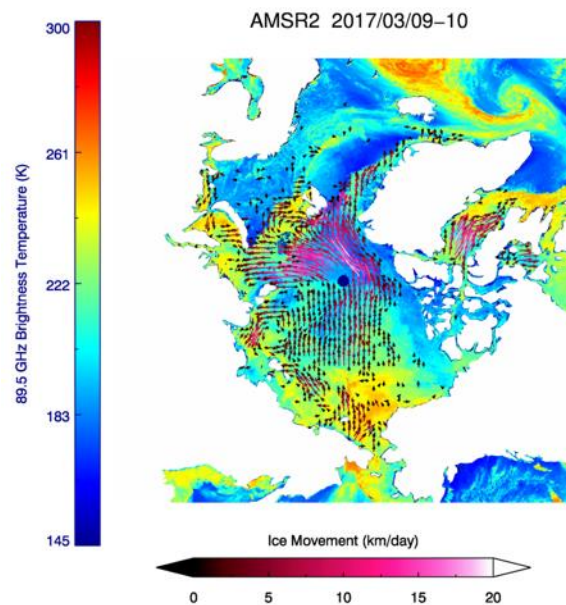 AMSR2 2017/03/09−10
300
261
222
183
145
89.5 GHz Brightness Temperature (K)
Ice Movement (km/day)
0 5 10 15 20